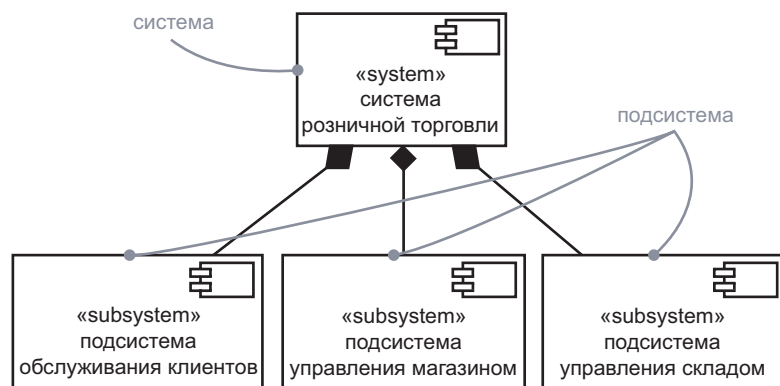 система
«system»
система
розничной торговли
подсистема
«subsystem»
подсистема
обслуживания клиентов
«subsystem»
подсистема
управления магазином
«subsystem»
подсистема
управления складом